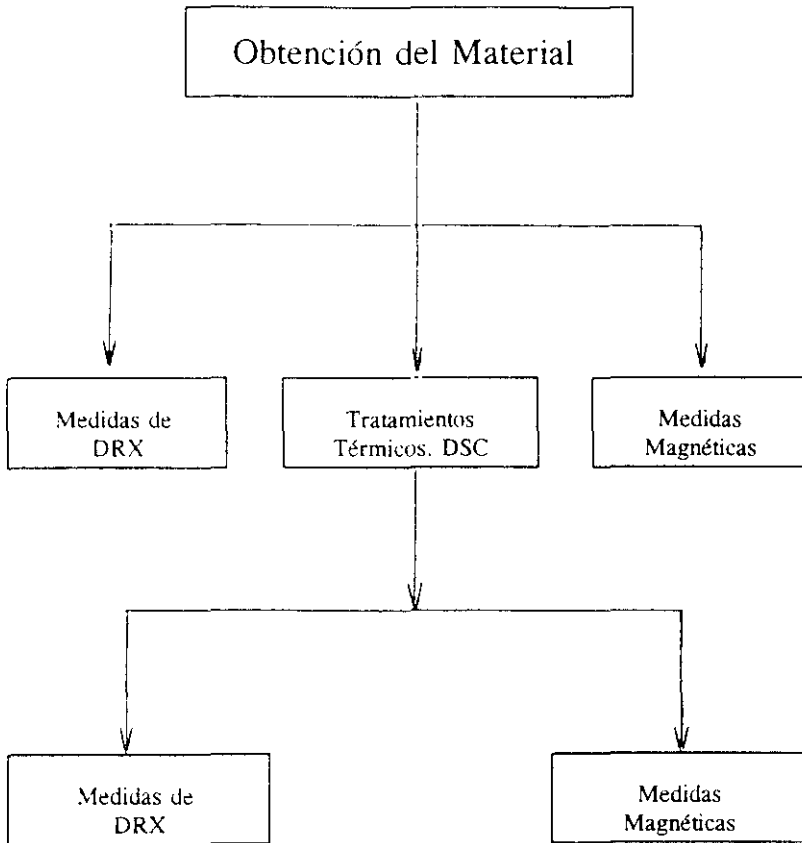 Obtención del Material
Medidas de
DRX
Tratamientos
Térmicos. DSC
Medidas
Magnéticas
Medidas de
DRX
Medidas
Magnéticas